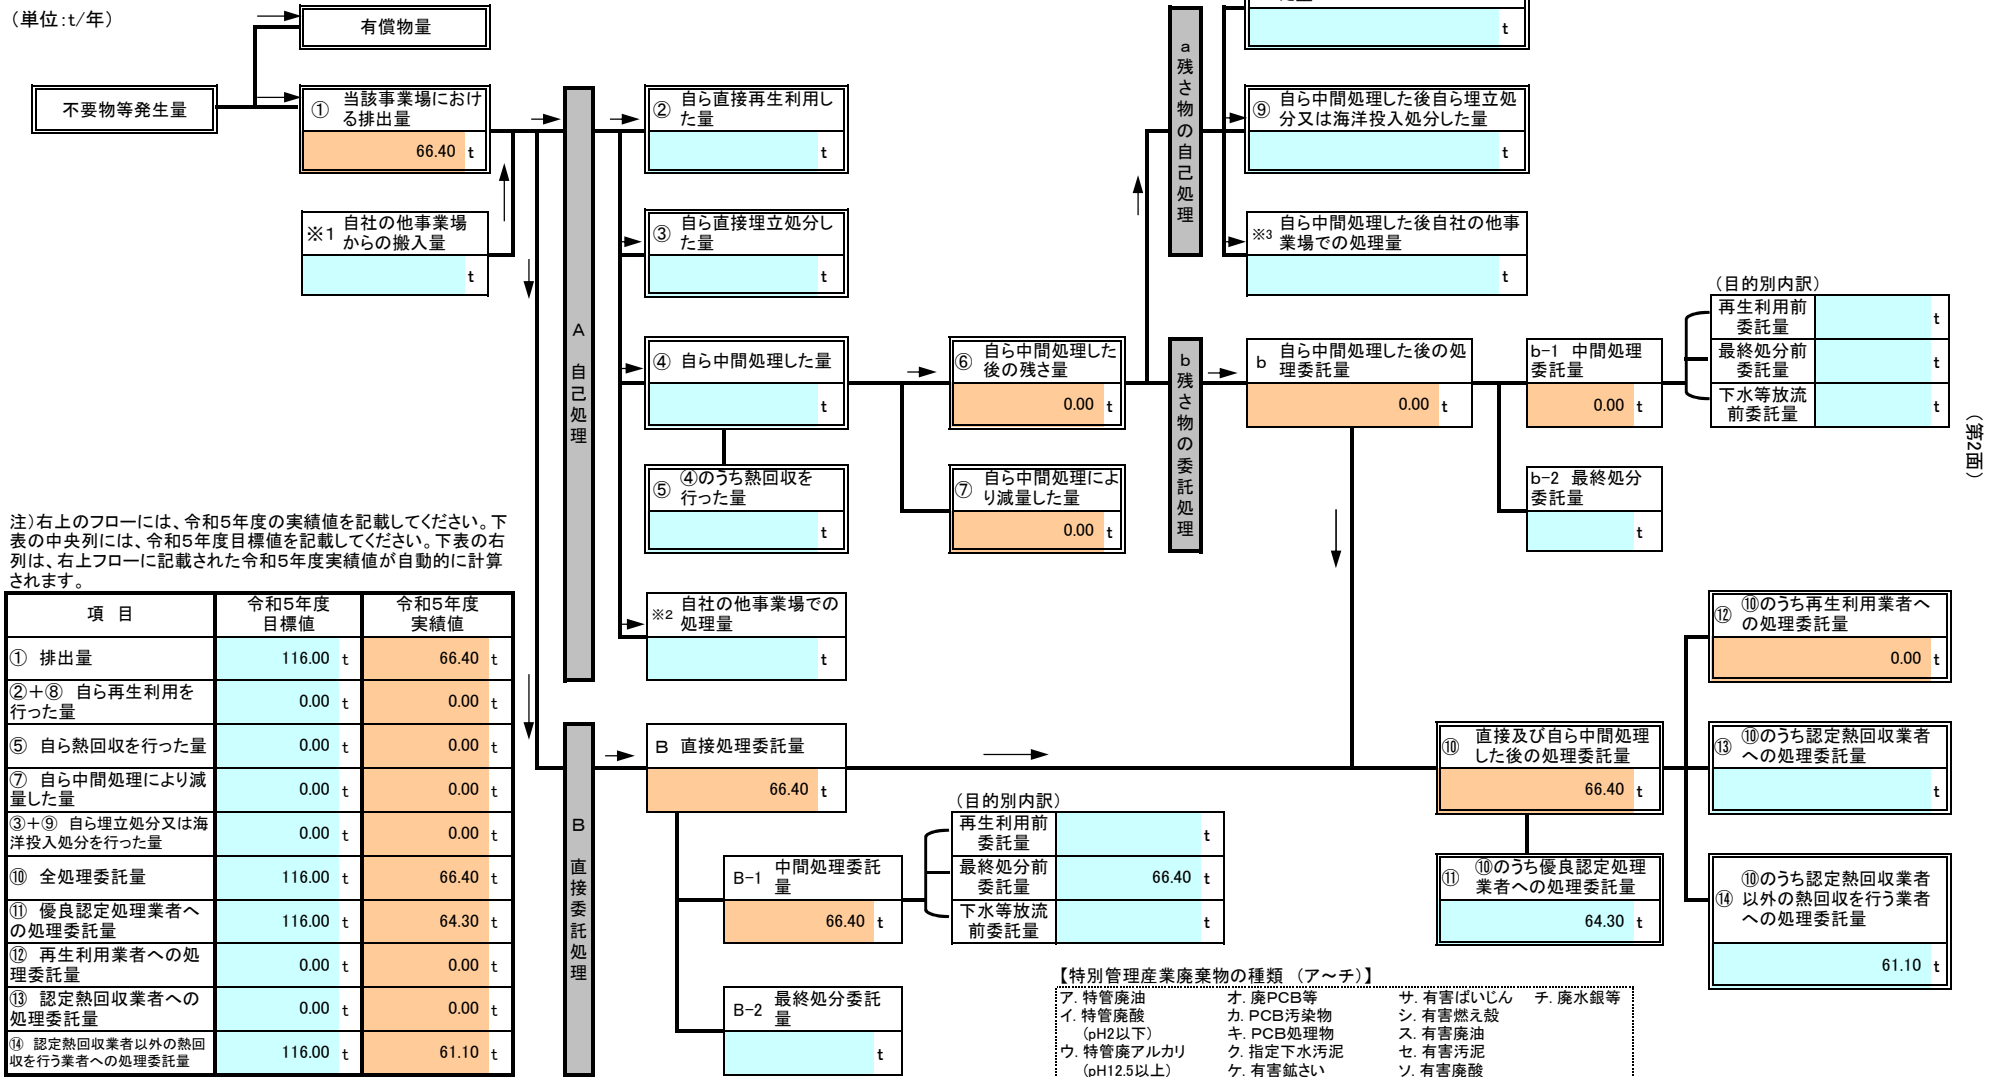 (単位:t/年)
有償物量
不要物等発生量
① 当該事業場におけ
る排出量
66.40 t
※1 自社の他事業場
からの搬入量
t
A 自己処理
② 自ら直接再生利用し
た量
t
③ 自ら直接埋立処分し
た量
t
④ 自ら中間処理した量
t
⑤ ④のうち熱回収を
行った量
t
※2 自社の他事業場での
処理量
t
⑥ 自ら中間処理した
後の残さ量
0.00 t
⑦ 自ら中間処理によ
り減量した量
0.00 t
a 残さ物の自己処理
t
⑨ 自ら中間処理した後自ら埋立処
分又は海洋投入処分した量
t
※3 自ら中間処理した後自社の他事
業場での処理量
t
b 残さ物の委託処理
b 自ら中間処理した後の処
理委託量
0.00 t
b-1 中間処理
委託量
0.00 t
(目的別内訳)
再生利用前
委託量
t
最終処分前
委託量
t
下水等放流
前委託量
t
b-2 最終処分
委託量
t
(第2面)
注)右上のフローには、令和5年度の実績値を記載してください。下
表の中央列には、令和5年度目標値を記載してください。下表の右
列は、右上フローに記載された令和5年度実績値が自動的に計算
されます。
項 目
令和5年度
目標値
令和5年度
実績値
① 排出量
116.00 t 66.40 t
②+⑧ 自ら再生利用を
行った量
0.00 t 0.00 t
⑤ 自ら熱回収を行った量
0.00 t 0.00 t
⑦ 自ら中間処理により減
量した量
0.00 t 0.00 t
③+⑨ 自ら埋立処分又は海
洋投入処分を行った量
0.00 t 0.00 t
⑩ 全処理委託量
116.00 t 66.40 t
⑪ 優良認定処理業者へ
の処理委託量
116.00 t 64.30 t
⑫ 再生利用業者への処
理委託量
0.00 t 0.00 t
⑬ 認定熱回収業者への
処理委託量
0.00 t 0.00 t
⑭ 認定熱回収業者以外の熱回
収を行う業者への処理委託量
116.00 t 61.10 t
B 直接委託処理
B 直接処理委託量
66.40 t
B-1 中間処理委託
量
66.40 t
(目的別内訳)
再生利用前
委託量
t
最終処分前
委託量
66.40 t
下水等放流
前委託量
t
B-2 最終処分委託
量
t
⑩ 直接及び自ら中間処理
した後の処理委託量
66.40 t
⑪ ⑩のうち優良認定処理
業者への処理委託量
64.30 t
⑫ ⑩のうち再生利用業者へ
の処理委託量
0.00 t
⑬ ⑩のうち認定熱回収業者
への処理委託量
t
⑭ ⑩のうち認定熱回収業者
以外の熱回収を行う業者
への処理委託量
61.10 t
【特別管理産業廃棄物の種類 (ア~チ)】
ア. 特管廃油 オ. 廃PCB等 サ. 有害ばいじん チ. 廃水銀等
イ. 特管廃酸 カ. PCB汚染物 シ. 有害燃え殻
(pH2以下) キ. PCB処理物 ス. 有害廃油
ウ. 特管廃アルカリ ク. 指定下水汚泥 セ. 有害汚泥
(pH12.5以上) ケ. 有害鉱さい ソ. 有害廃酸